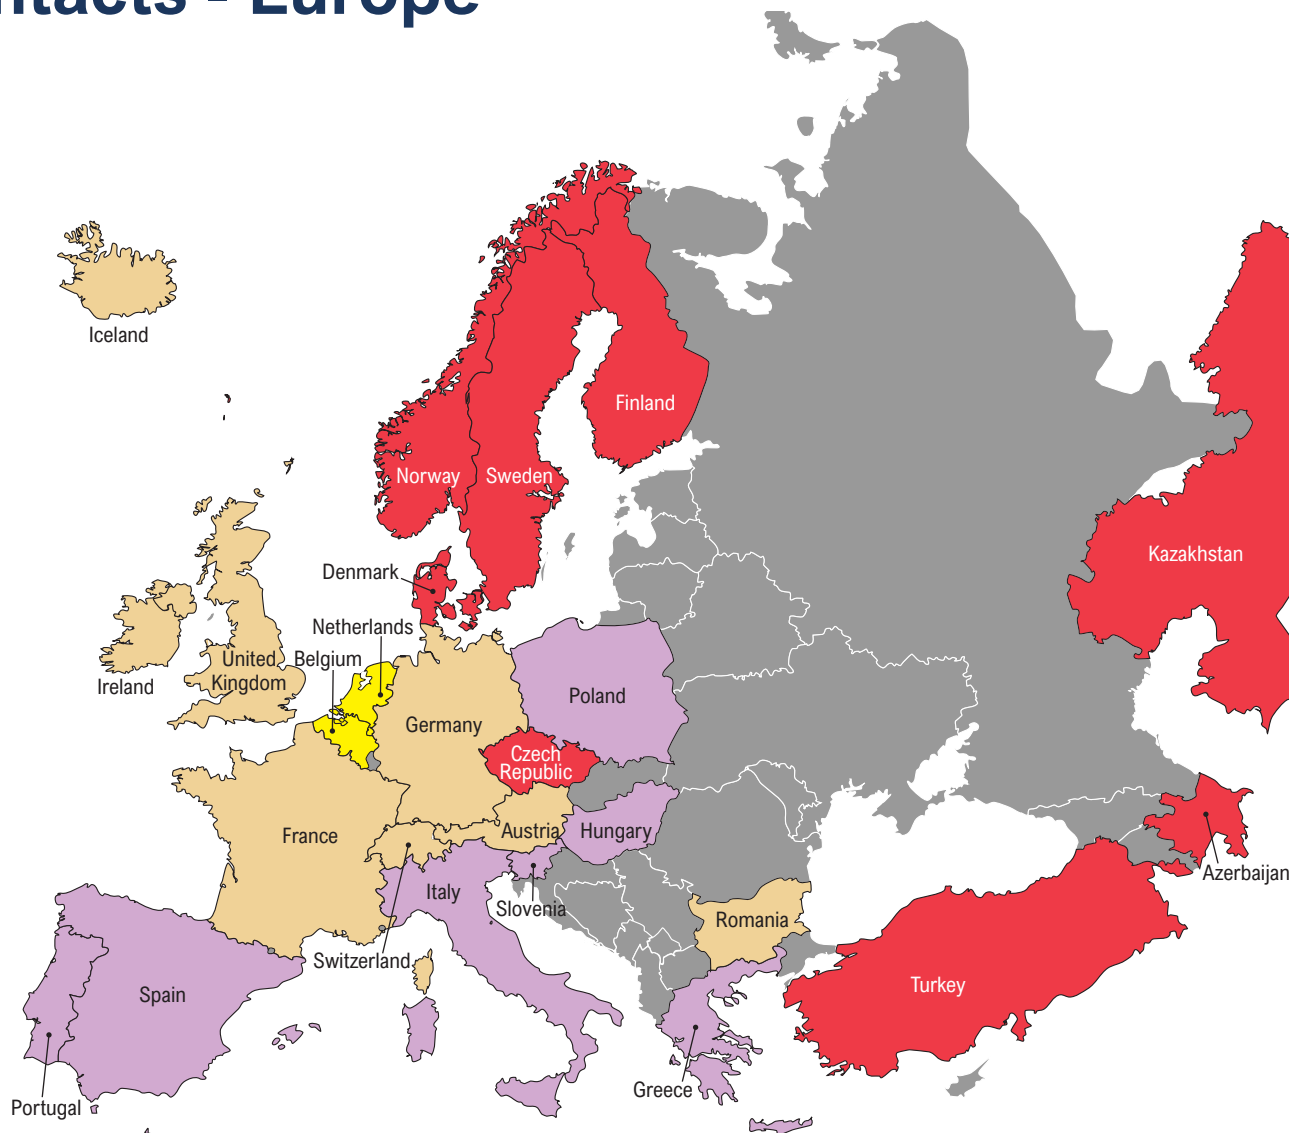 ntacts - Europe
Iceland
Finland
Norway
Sweden
Kazakhstan
Denmark
Netherlands
Belgium
United
Kingdom
Ireland
Poland
Germany
Czech
Republic
France
Austria
Hungary
Azerbaijan
Italy
Slovenia
Romania
Switzerland
Spain
Turkey
Greece
Portugal